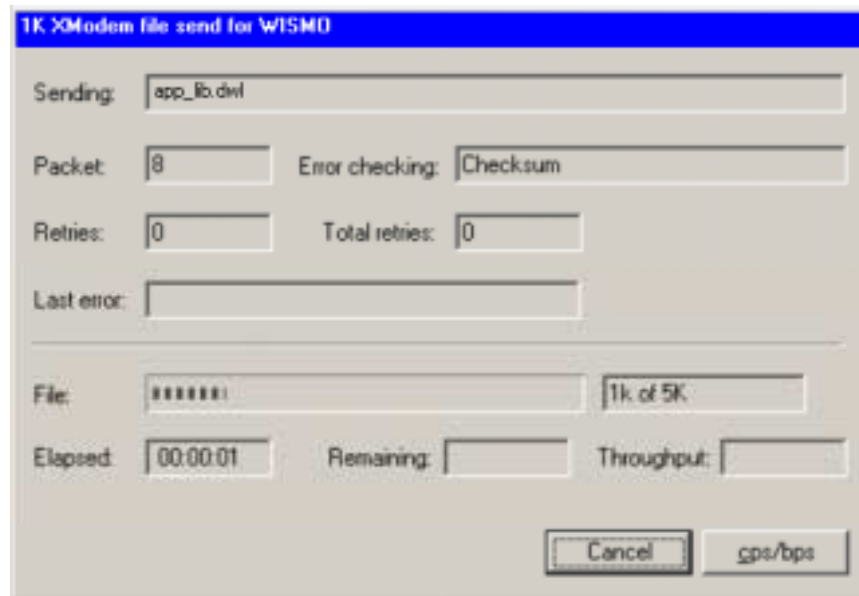 1K XModem file send for WISMO
Sending: app_lib.dwl
Packet: 8 Error checking: Checksum
Retries: 0 Total retries: 0
Last error:
File: 1k of 5K
Elapsed: 00:00:01 Remaining: Throughput:
Cancel cps/bps